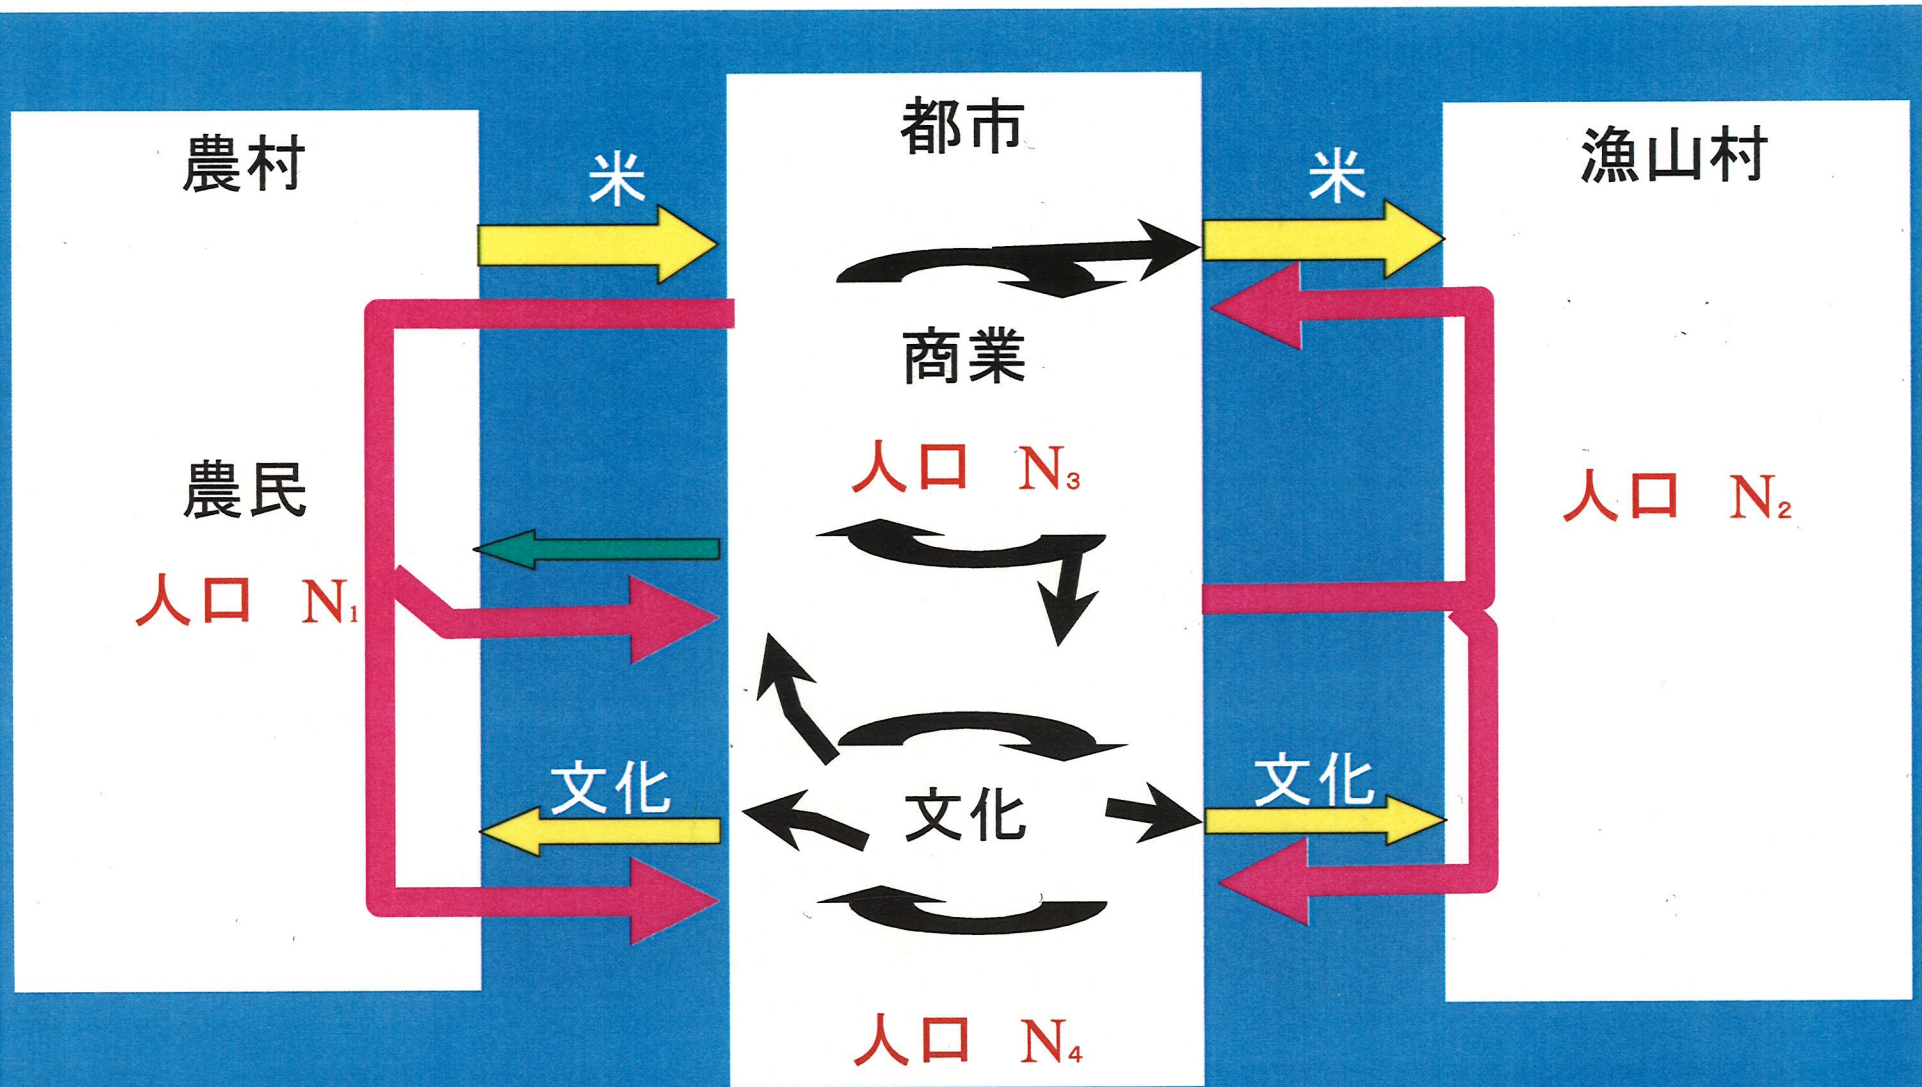 農村
農民
人口 N₁
米
文化
都市
商業
人口 N₃
文化
人口 N₄
米
文化
漁山村
人口 N₂